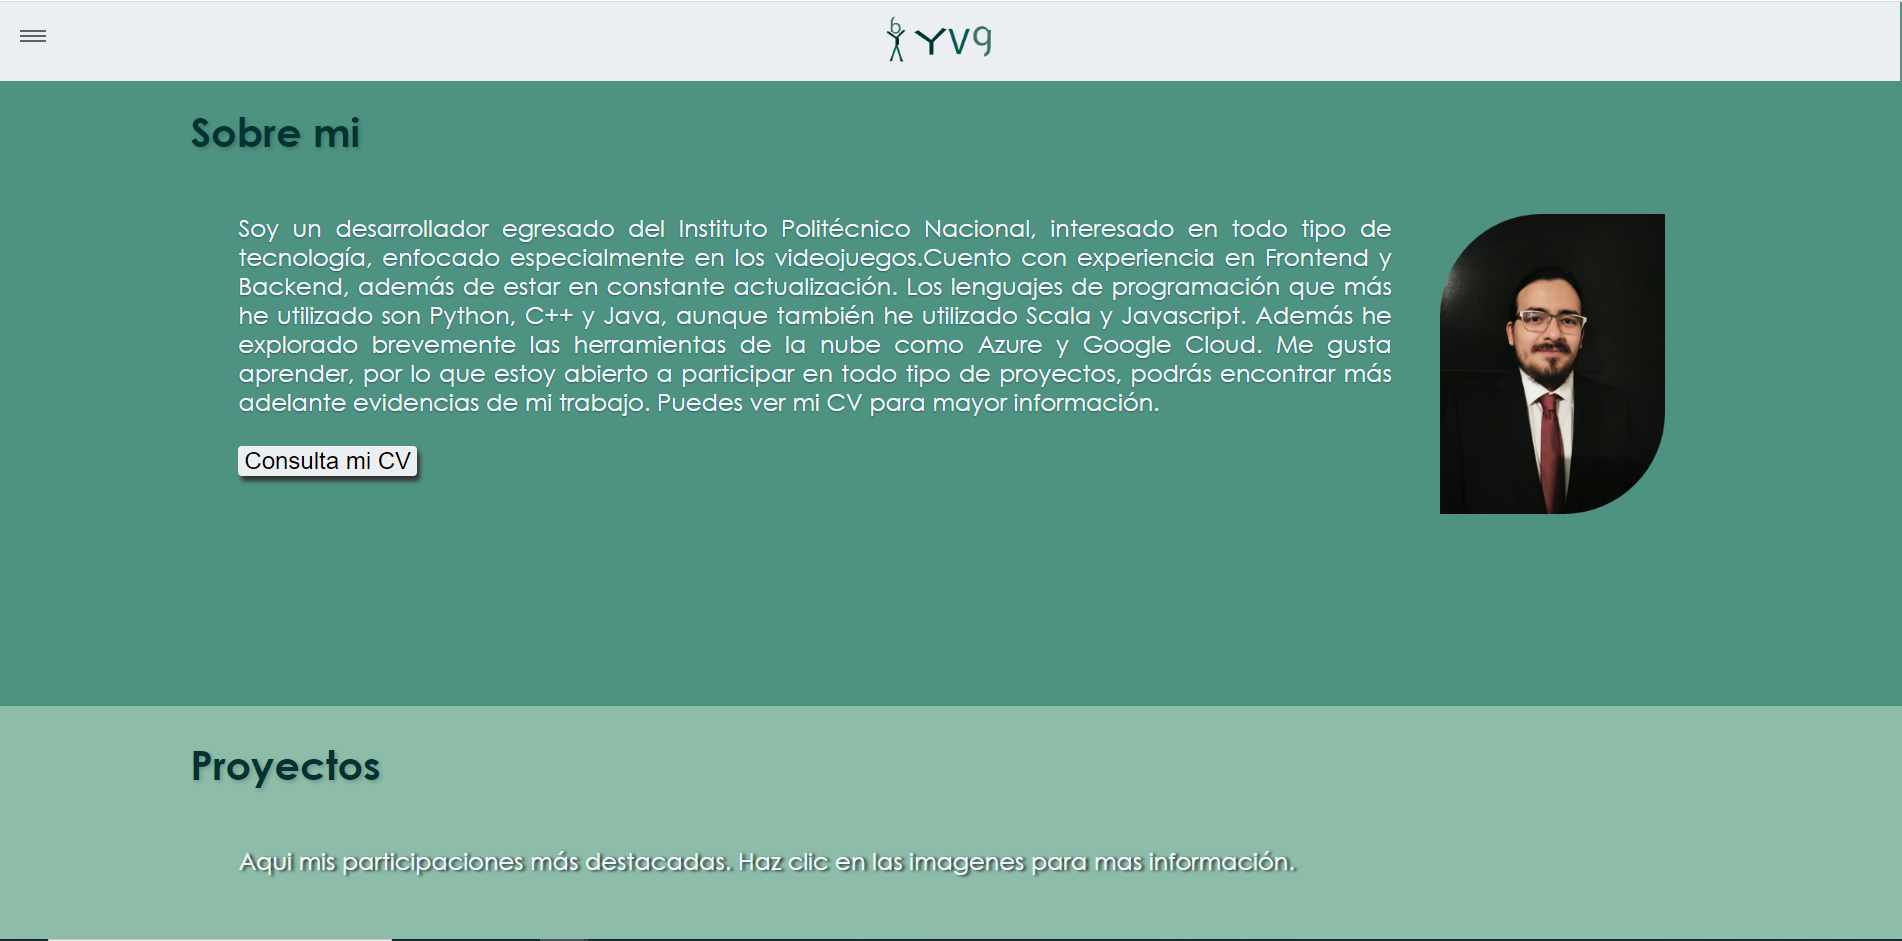 YVg
Sobre mi
Soy un desarrollador egresado del Instituto Politécnico Nacional, interesado en todo tipo de
tecnología, enfocado especialmente en los videojuegos.Cuento con experiencia en Frontend y
Backend, además de estar en constante actualización. Los lenguajes de programación que más
he utilizado son Python, C++ y Java, aunque también he utilizado Scala y Javascript. Además he
explorado brevemente las herramientas de la nube como Azure y Google Cloud. Me gusta
aprender, por lo que estoy abierto a participar en todo tipo de proyectos, podrás encontrar más
adelante evidencias de mi trabajo. Puedes ver mi CV para mayor información.
Consulta mi CV
Proyectos
Aqui mis participaciones más destacadas. Haz clic en las imagenes para mas información.